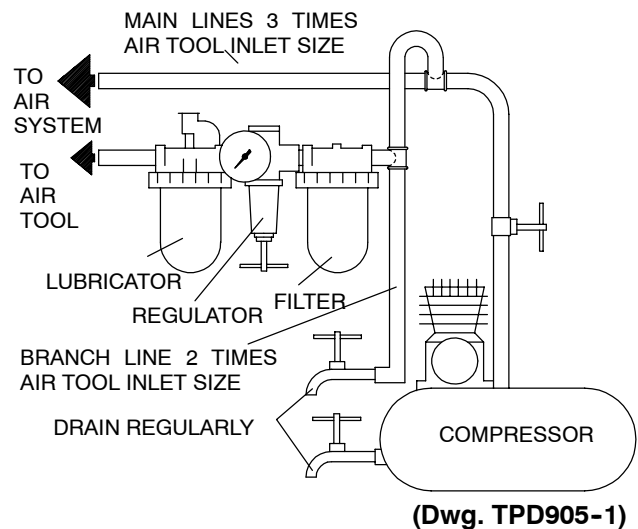 MAIN LINES 3 TIMES
AIR TOOL INLET SIZE
TO
AIR
SYSTEM
TO
AIR
TOOL
LUBRICATOR
REGULATOR
FILTER
BRANCH LINE 2 TIMES
AIR TOOL INLET SIZE
DRAIN REGULARLY
COMPRESSOR
(Dwg. TPD905-1)